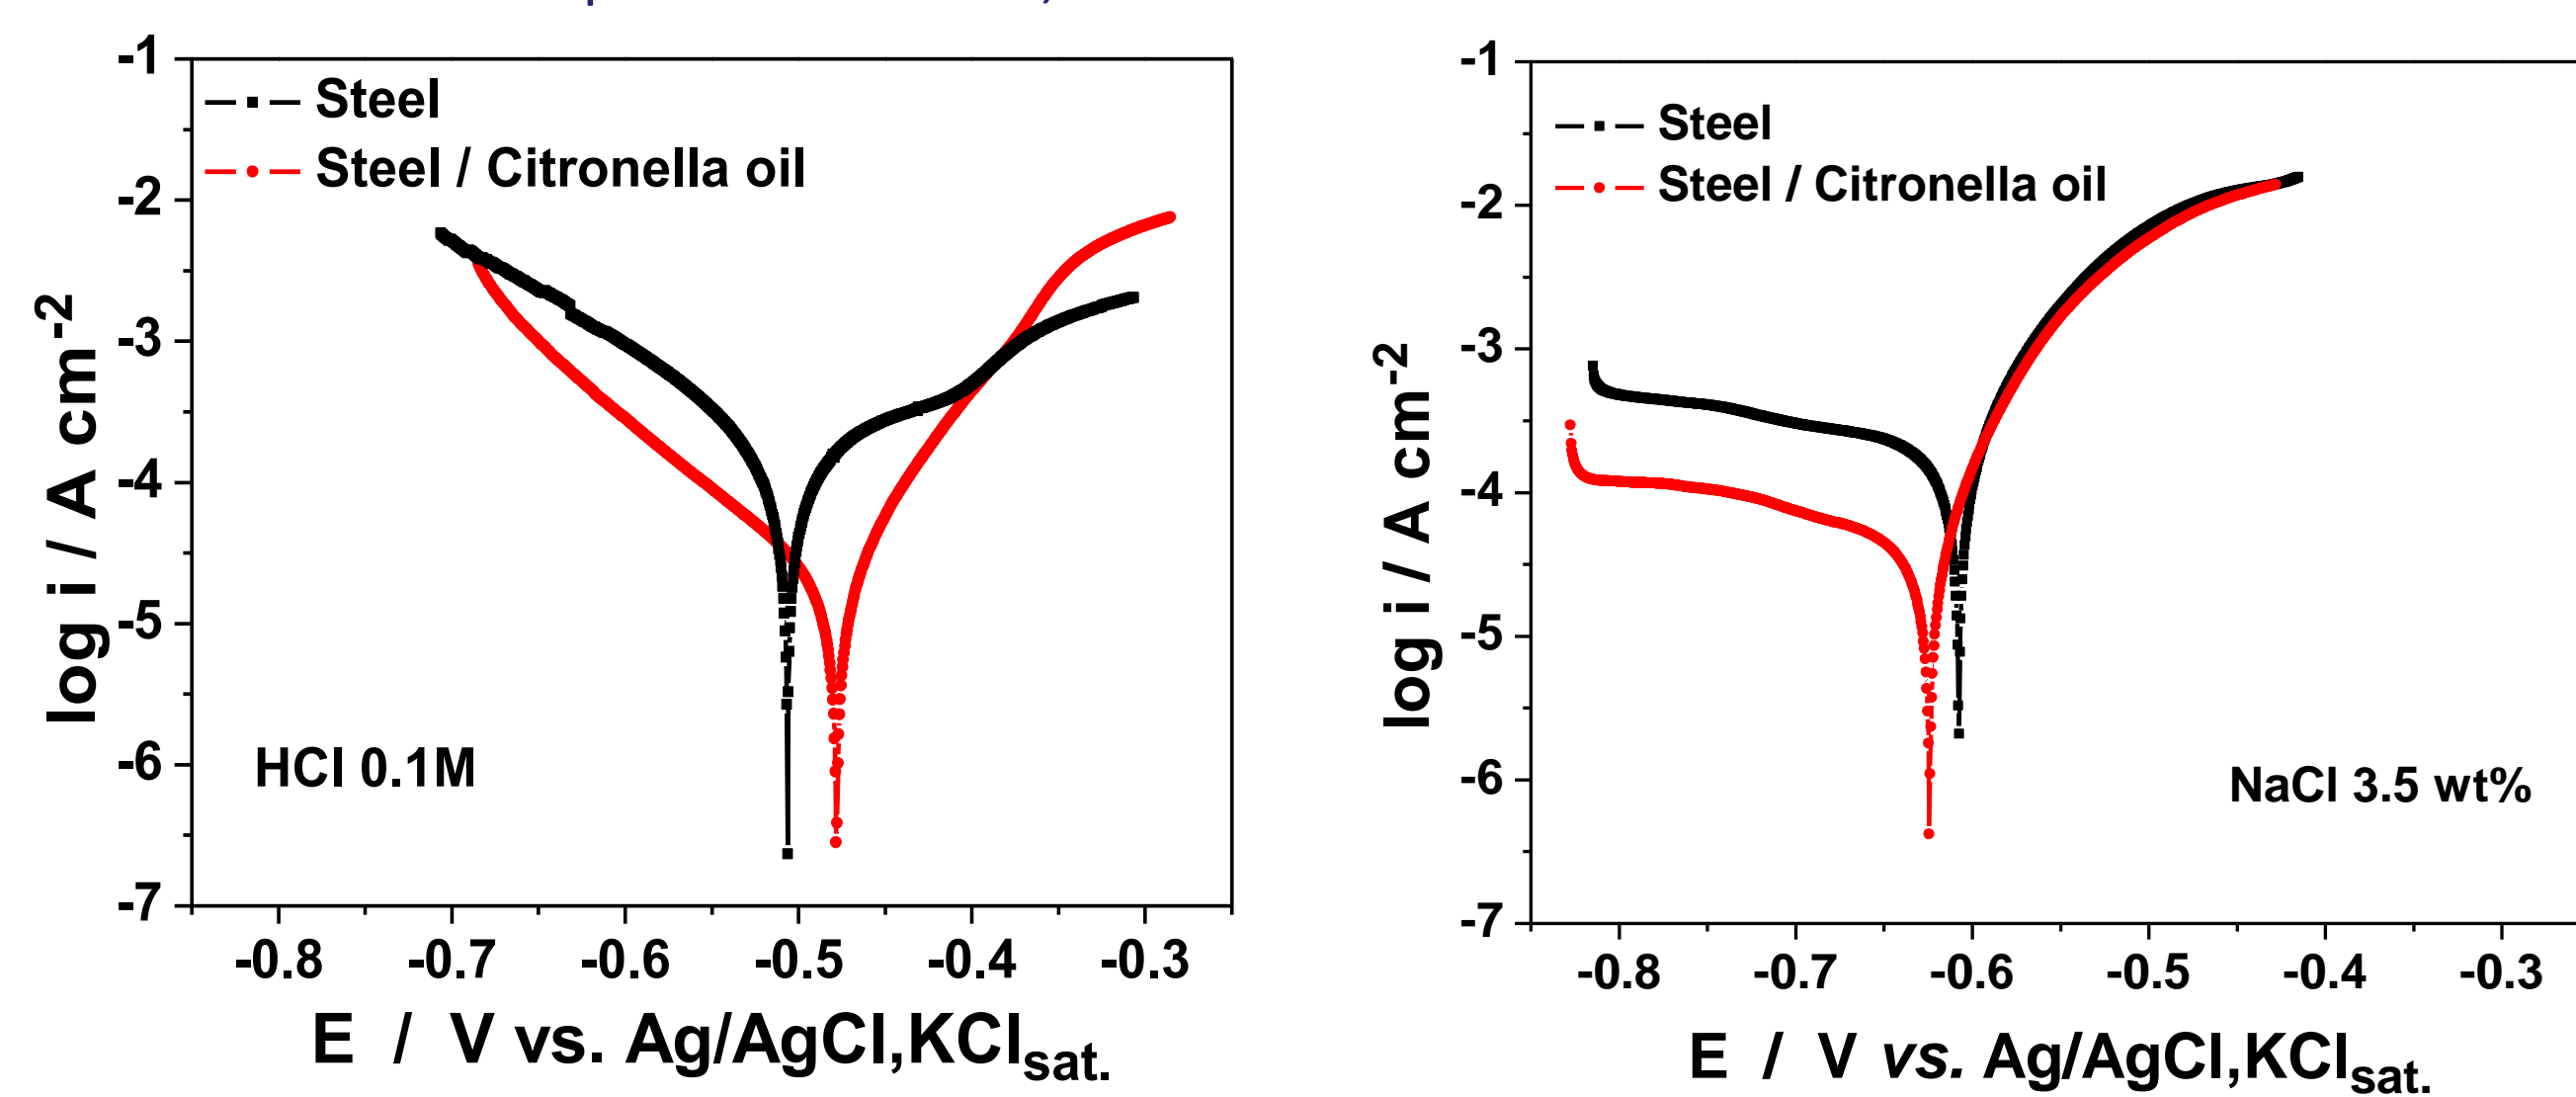 -1
-2
-3
-4
-5
-6
-7
log i / A cm-2
Steel
Steel / Citronella oil
HCl 0.1M
-0.8 -0.7 -0.6 -0.5 -0.4 -0.3
E / V vs. Ag/AgCl,KClsat.
-1
-2
-3
-4
-5
-6
-7
log i / A cm-2
Steel
Steel / Citronella oil
NaCl 3.5 wt%
-0.8 -0.7 -0.6 -0.5 -0.4 -0.3
E / V vs. Ag/AgCl,KClsat.